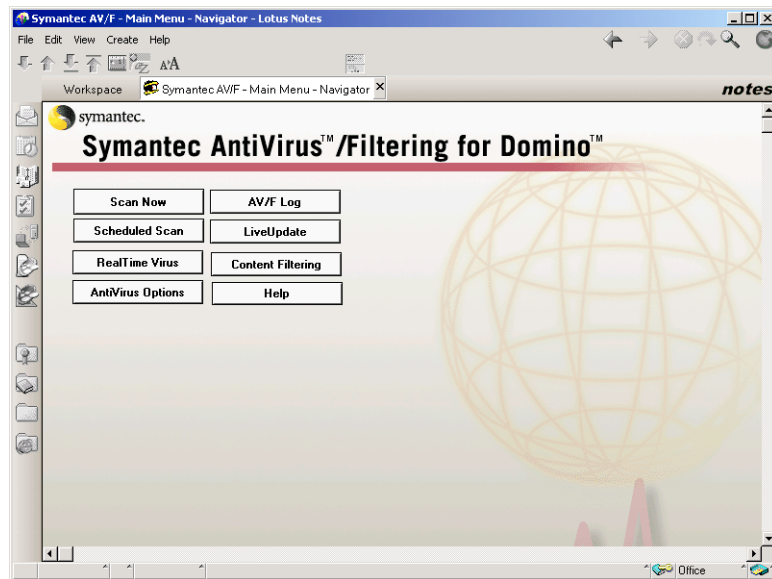 Symantec AV/F - Main Menu - Navigator - Lotus Notes
File Edit View Create Help
Workspace Symantec AV/F - Main Menu - Navigator
notes
symantec.
Symantec AntiVirus™/Filtering for Domino™
Scan Now AV/F Log
Scheduled Scan LiveUpdate
RealTime Virus Content Filtering
AntiVirus Options Help
Office